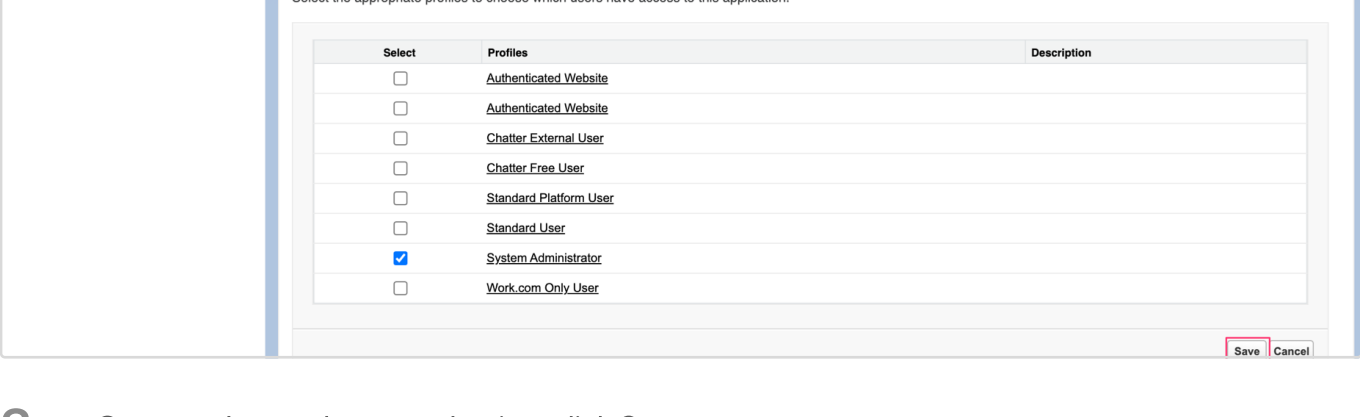 Select the appropriate profiles to choose which users have access to this application.
Select Profiles Description
Authenticated Website
Authenticated Website
Chatter External User
Chatter Free User
Standard Platform User
Standard User
System Administrator
Work.com Only User
Save Cancel